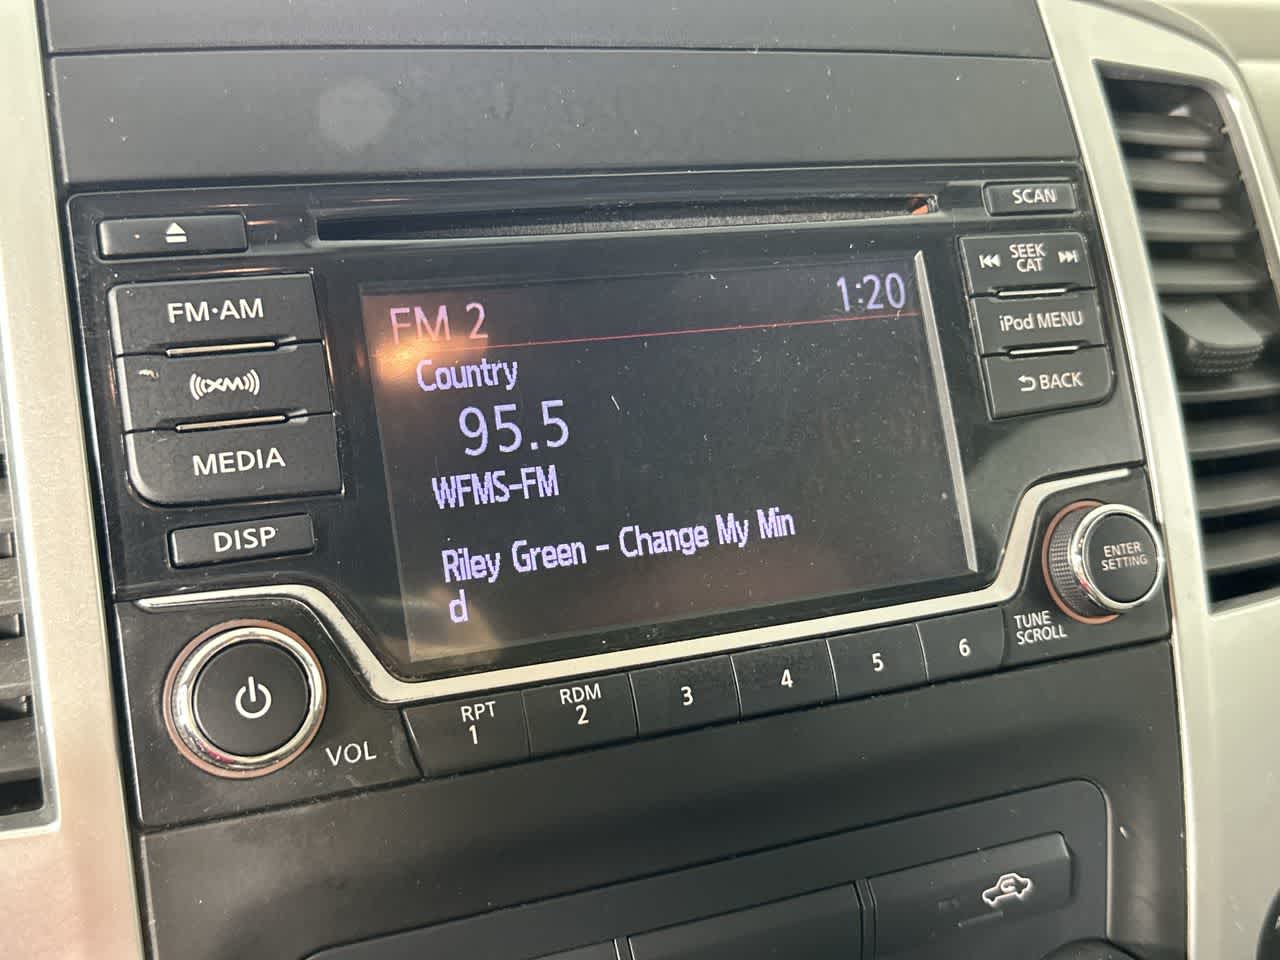 SCAN
FM·AM
XM
MEDIA
DISP
FM 2
1:20
Country
95.5
WFMS-FM
Riley Green - Change My Min
d
SEEK
CAT
iPod MENU
BACK
ENTER
SETTING
TUNE
SCROLL
VOL
RPT
1
RDM
2
3
4
5
6